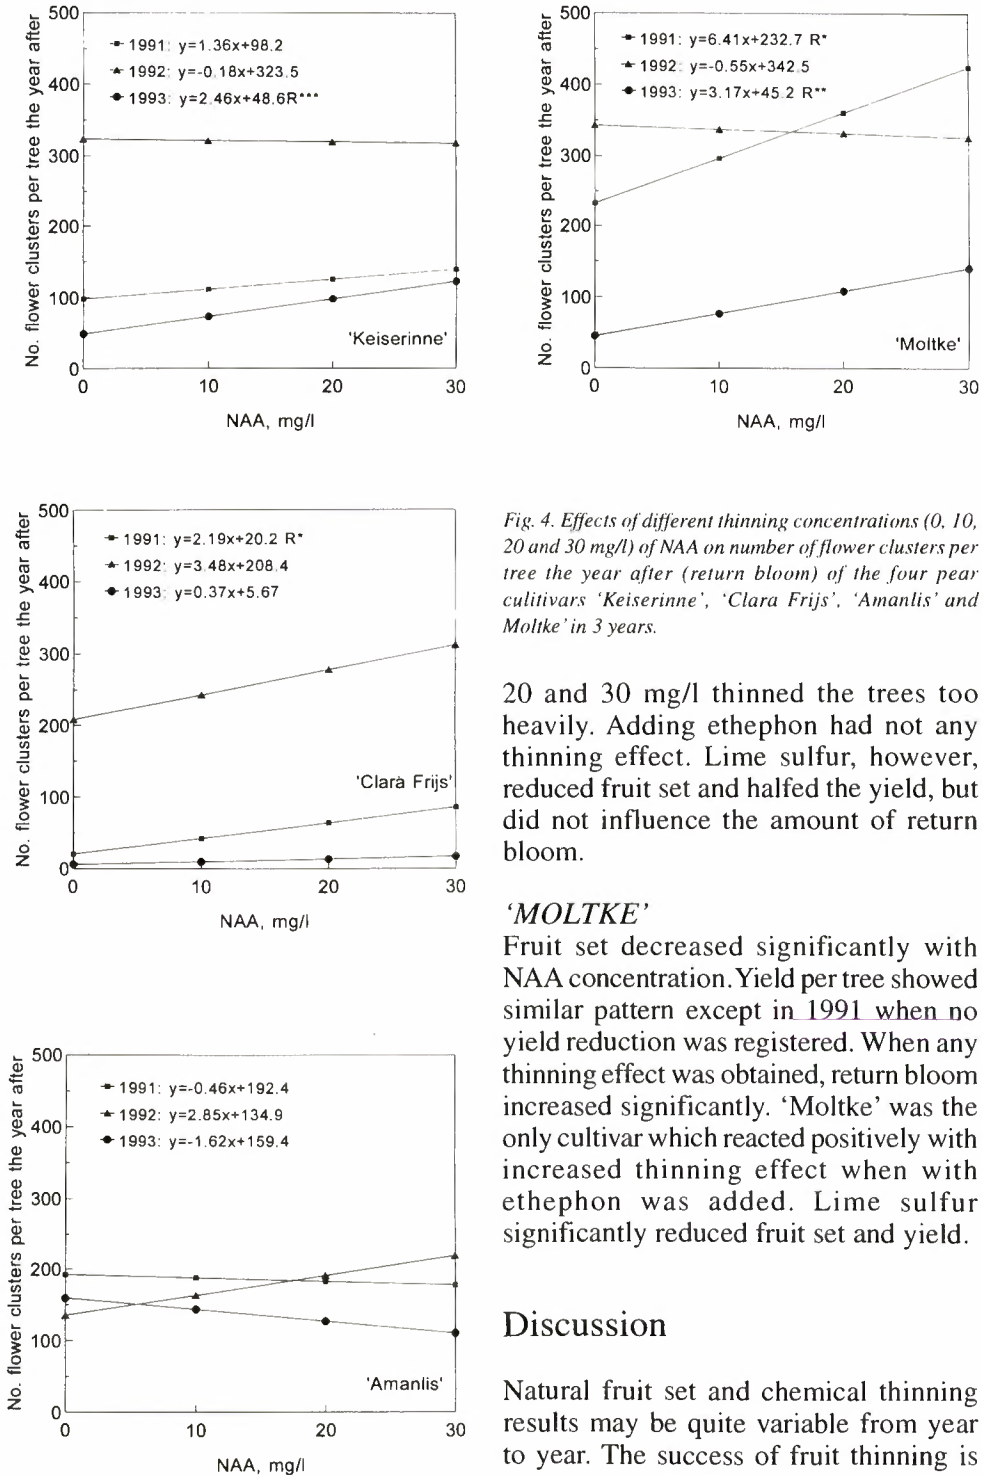 No. flower clusters per tree the year after
500
400
300
200
100
0
1991: y=1.36x+98.2
1992: y=-0.18x+323.5
1993: y=2.46x+48.6R***
'Keiserinne'
0 10 20 30
NAA, mg/l
No. flower clusters per tree the year after
500
400
300
200
100
0
1991: y=6.41x+232.7 R*
1992: y=-0.55x+342.5
1993: y=3.17x+45.2 R**
'Moltke'
0 10 20 30
NAA, mg/l
No. flower clusters per tree the year after
500
400
300
200
100
0
1991: y=2.19x+20.2 R*
1992: y=3.48x+208.4
1993: y=0.37x+5.67
'Clara Frijs'
0 10 20 30
NAA, mg/l
No. flower clusters per tree the year after
500
400
300
200
100
0
1991: y=-0.46x+192.4
1992: y=2.85x+134.9
1993: y=-1.62x+159.4
'Amanlis'
0 10 20 30
NAA, mg/l
Fig. 4. Effects of different thinning concentrations (0, 10,
20 and 30 mg/l) of NAA on number of flower clusters per
tree the year after (return bloom) of the four pear
culitivars 'Keiserinne', 'Clara Frijs', 'Amanlis' and
Moltke' in 3 years.
20 and 30 mg/l thinned the trees too
heavily. Adding ethephon had not any
thinning effect. Lime sulfur, however,
reduced fruit set and halfed the yield, but
did not influence the amount of return
bloom.
'MOLTKE'
Fruit set decreased significantly with
NAA concentration. Yield per tree showed
similar pattern except in 1991 when no
yield reduction was registered. When any
thinning effect was obtained, return bloom
increased significantly. 'Moltke' was the
only cultivar which reacted positively with
increased thinning effect when with
ethephon was added. Lime sulfur
significantly reduced fruit set and yield.
Discussion
Natural fruit set and chemical thinning
results may be quite variable from year
to year. The success of fruit thinning is